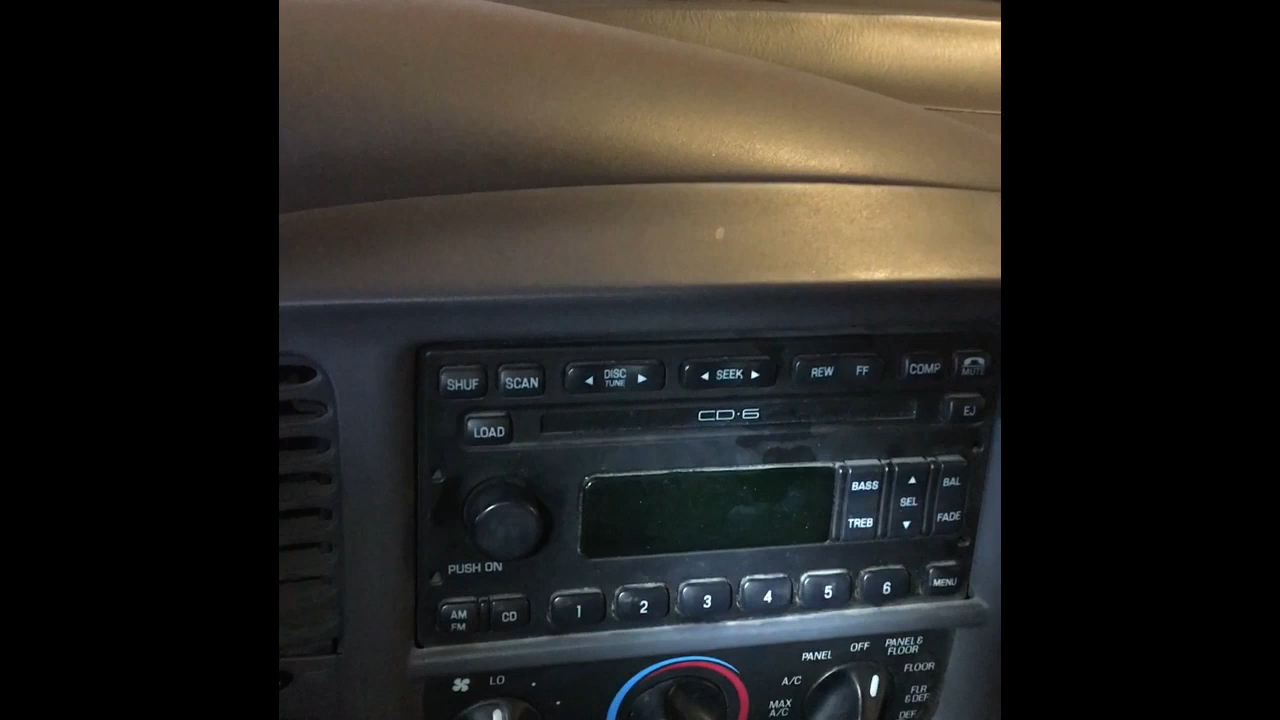 SHUF SCAN DISC TUNE SEEK REW FF COMP MUTE
CD·6
LOAD EJ
BASS SEL BAL
TREB FADE
PUSH ON
MENU
AM FM CD 1 2 3 4 5 6
LO
PANEL OFF PANEL & FLOOR
A/C FLOOR
MAX A/C FLR & DEF
DEF